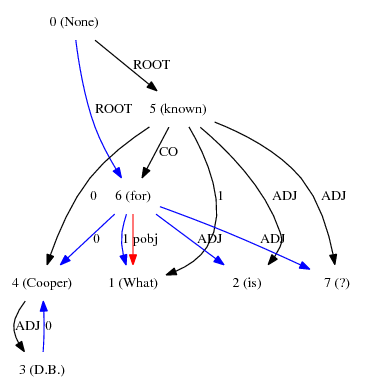 0 (None)
ROOT
ROOT
5 (known)
CO
0
6 (for)
1
ADJ
ADJ
0
1
pobj
ADJ
ADJ
4 (Cooper)
1 (What)
2 (is)
7 (?)
ADJ
0
3 (D.B.)